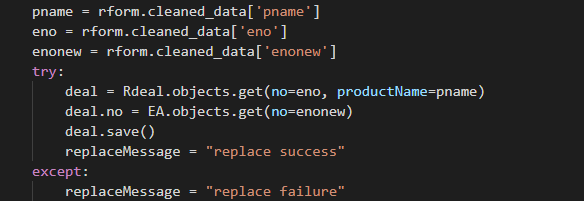 pname = rform.cleaned_data['pname']
eno = rform.cleaned_data['eno']
enonew = rform.cleaned_data['enonew']
try:
    deal = Rdeal.objects.get(no=eno, productName=pname)
    deal.no = EA.objects.get(no=enonew)
    deal.save()
    replaceMessage = "replace success"
except:
    replaceMessage = "replace failure"